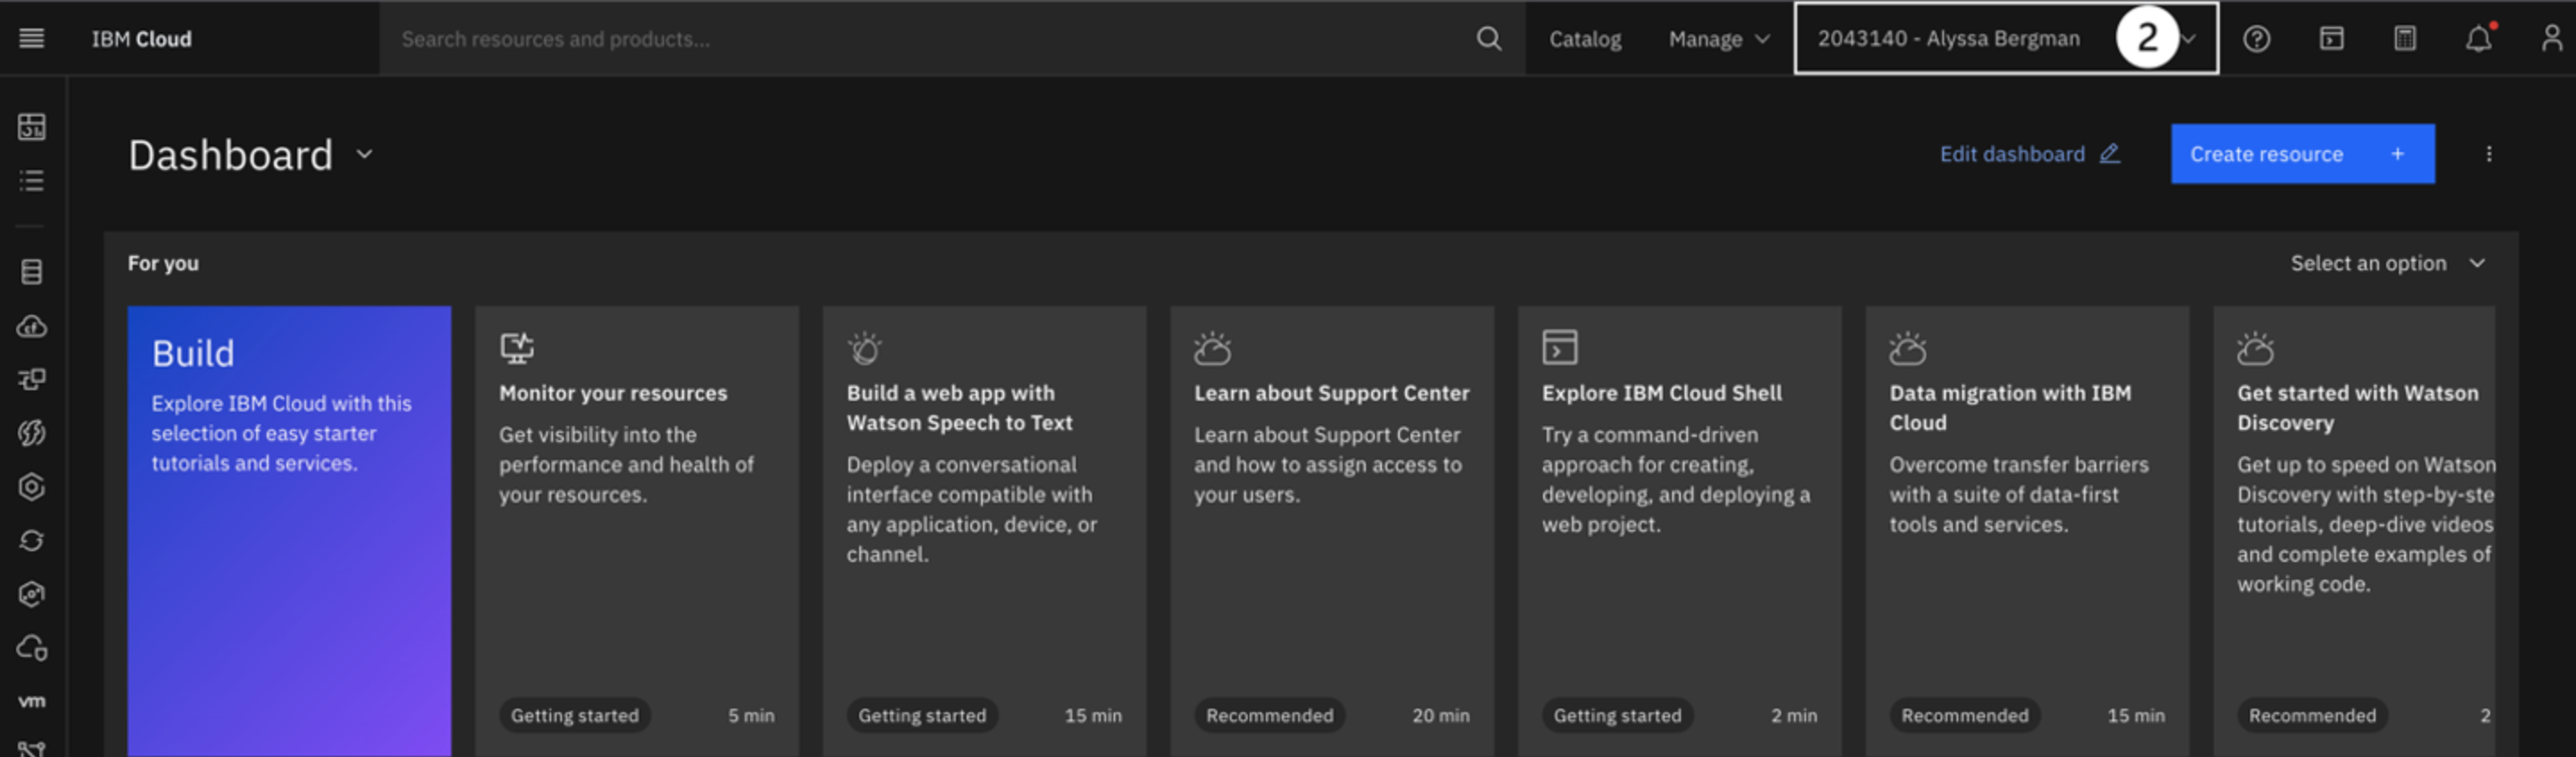 IBM Cloud
Search resources and products...
Catalog
Manage
2043140 - Alyssa Bergman
2
Dashboard
Edit dashboard
Create resource +
For you
Select an option
Build
Explore IBM Cloud with this
selection of easy starter
tutorials and services.
Monitor your resources
Get visibility into the
performance and health of
your resources.
Getting started
5 min
Build a web app with
Watson Speech to Text
Deploy a conversational
interface compatible with
any application, device, or
channel.
Getting started
15 min
Learn about Support Center
Learn about Support Center
and how to assign access to
your users.
Recommended
20 min
Explore IBM Cloud Shell
Try a command-driven
approach for creating,
developing, and deploying a
web project.
Getting started
2 min
Data migration with IBM
Cloud
Overcome transfer barriers
with a suite of data-first
tools and services.
Recommended
15 min
Get started with Watson
Discovery
Get up to speed on Watson
Discovery with step-by-ste
tutorials, deep-dive videos
and complete examples of
working code.
Recommended
2
cf
vm